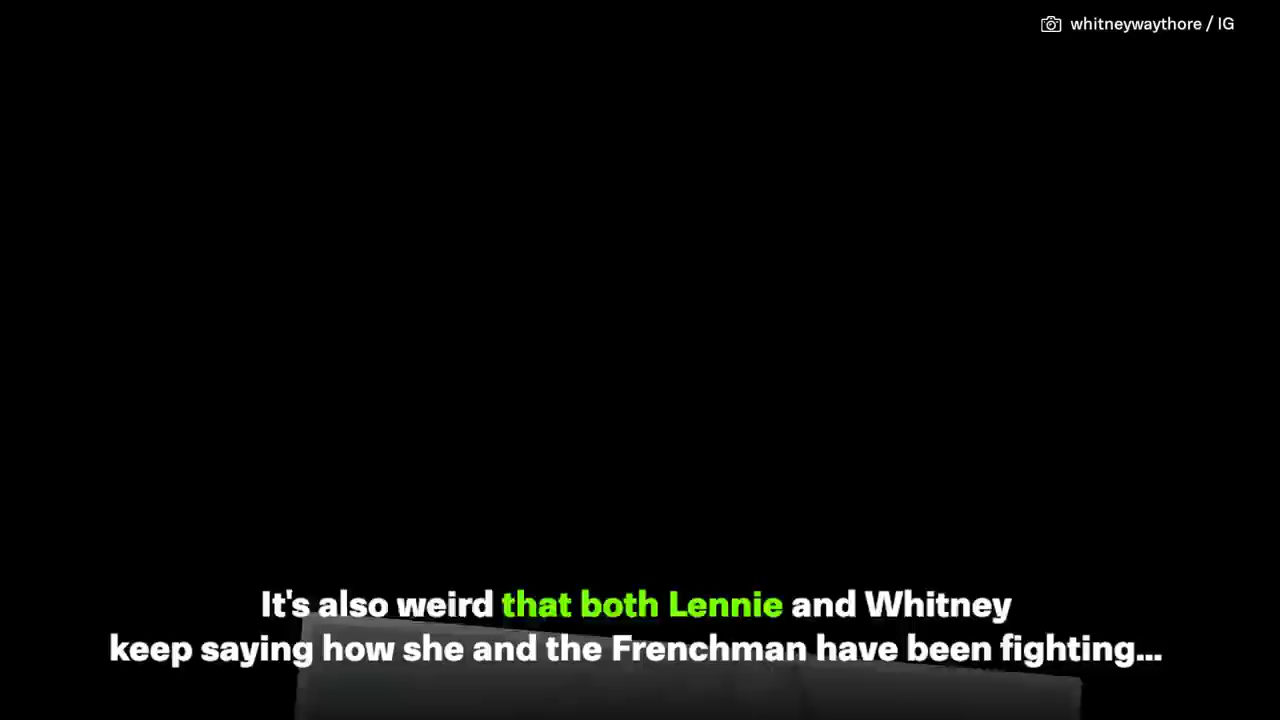 whitneywaythore / IG
It's also weird that both Lennie and Whitney
keep saying how she and the Frenchman have been fighting...